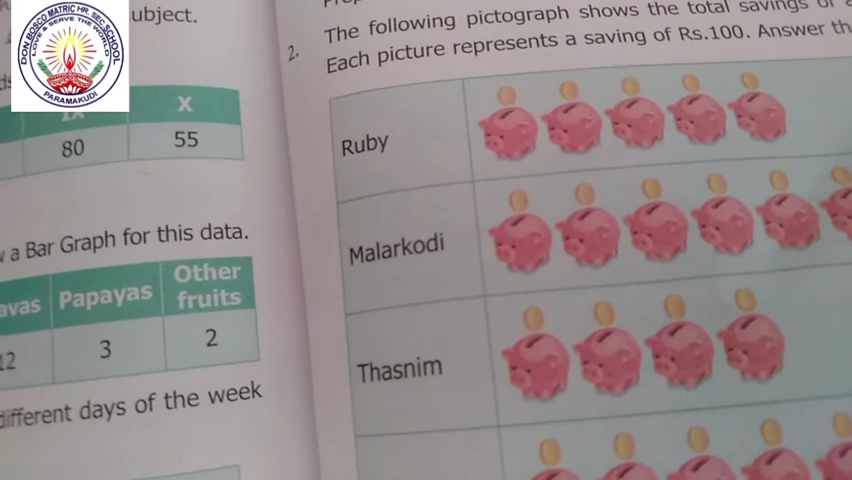 DON BOSCO MATRIC HR. SEC. SCHOOL
LOVE & SERVE THE WORLD
PARAMAKUDI
ubject.
IX X
80 55
a Bar Graph for this data.
avas Papayas Other fruits
12 3 2
different days of the week
2. The following pictograph shows the total savings of
Each picture represents a saving of Rs.100. Answer th
Ruby
Malarkodi
Thasnim